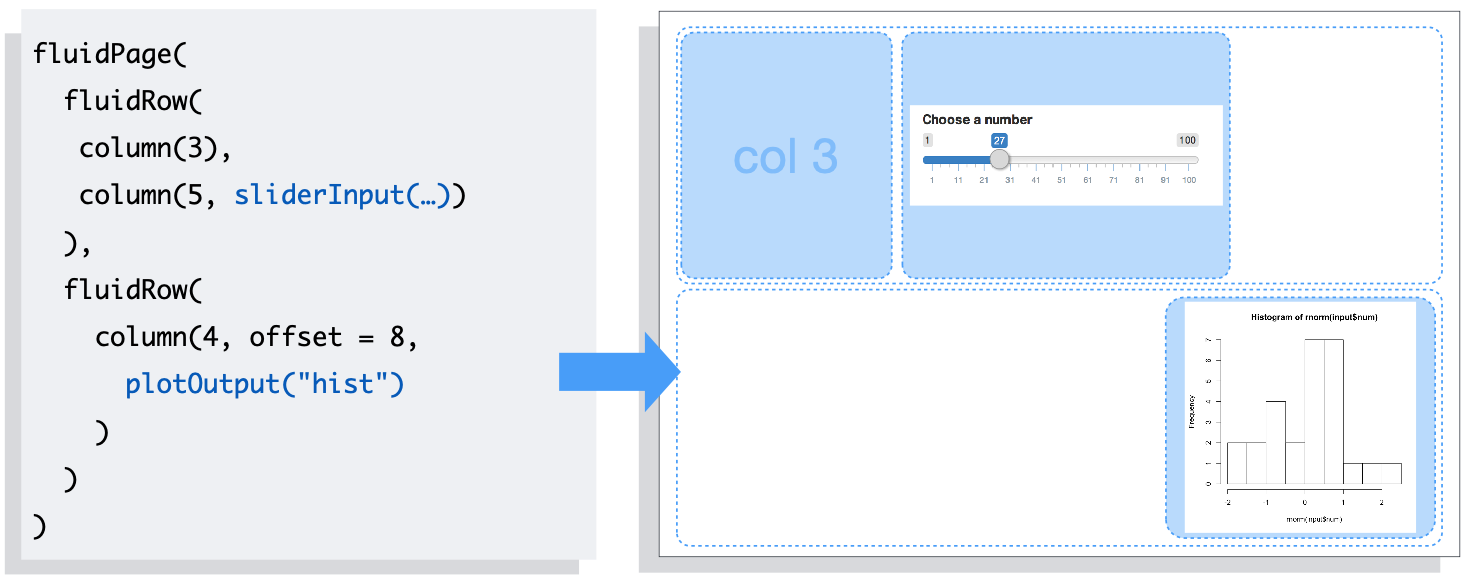 fluidPage(
fluidRow(
column(3),
column(5, sliderInput(…))
),
fluidRow(
column(4, offset = 8,
plotOutput("hist")
)
)
)
col 3
Choose a number
1 27 100
1 11 21 31 41 51 61 71 81 91 100
Histogram of rnorm(input$num)
Frequency
0 1 2 3 4 5 6 7
-2 -1 0 1 2
rnorm(input$num)